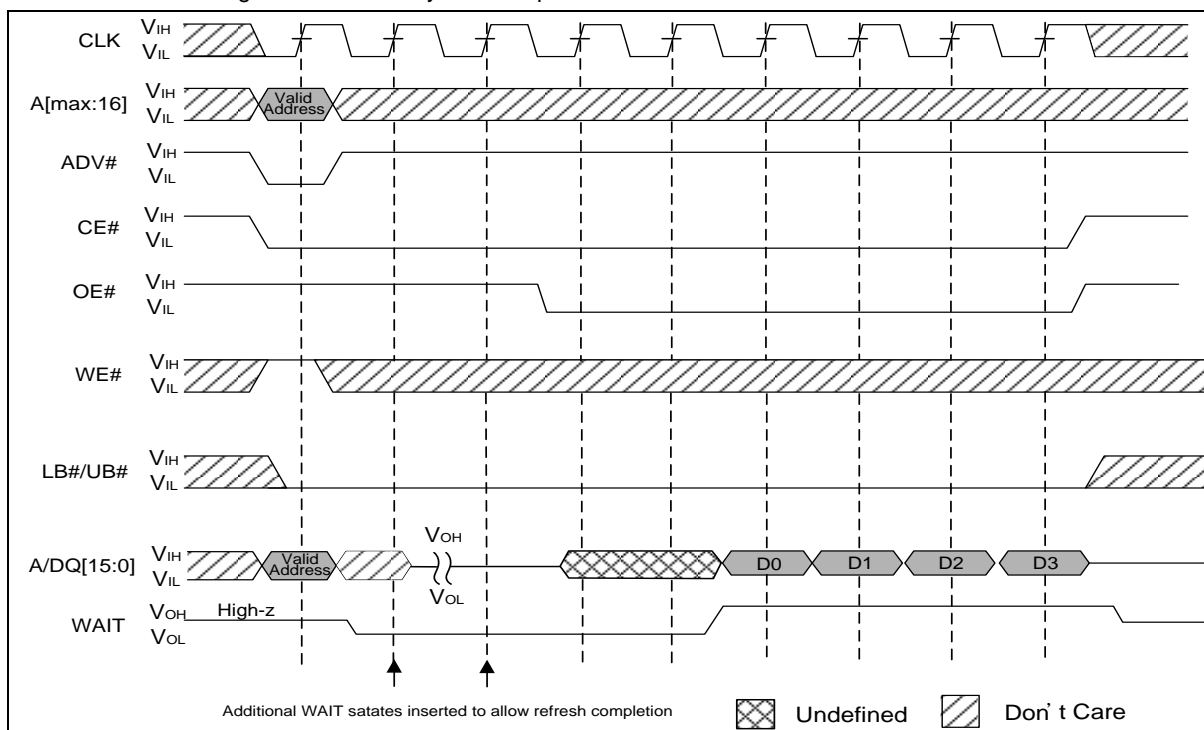 CLK VIH
VIL
A[max:16] VIH
VIL
Valid
Address
ADV# VIH
VIL
CE# VIH
VIL
OE# VIH
VIL
WE# VIH
VIL
LB#/UB# VIH
VIL
A/DQ[15:0] VIH
VIL
Valid
Address
VOH
VOL
D0 D1 D2 D3
WAIT VOH
VOL
High-z
Additional WAIT satates inserted to allow refresh completion
Undefined
Don' t Care